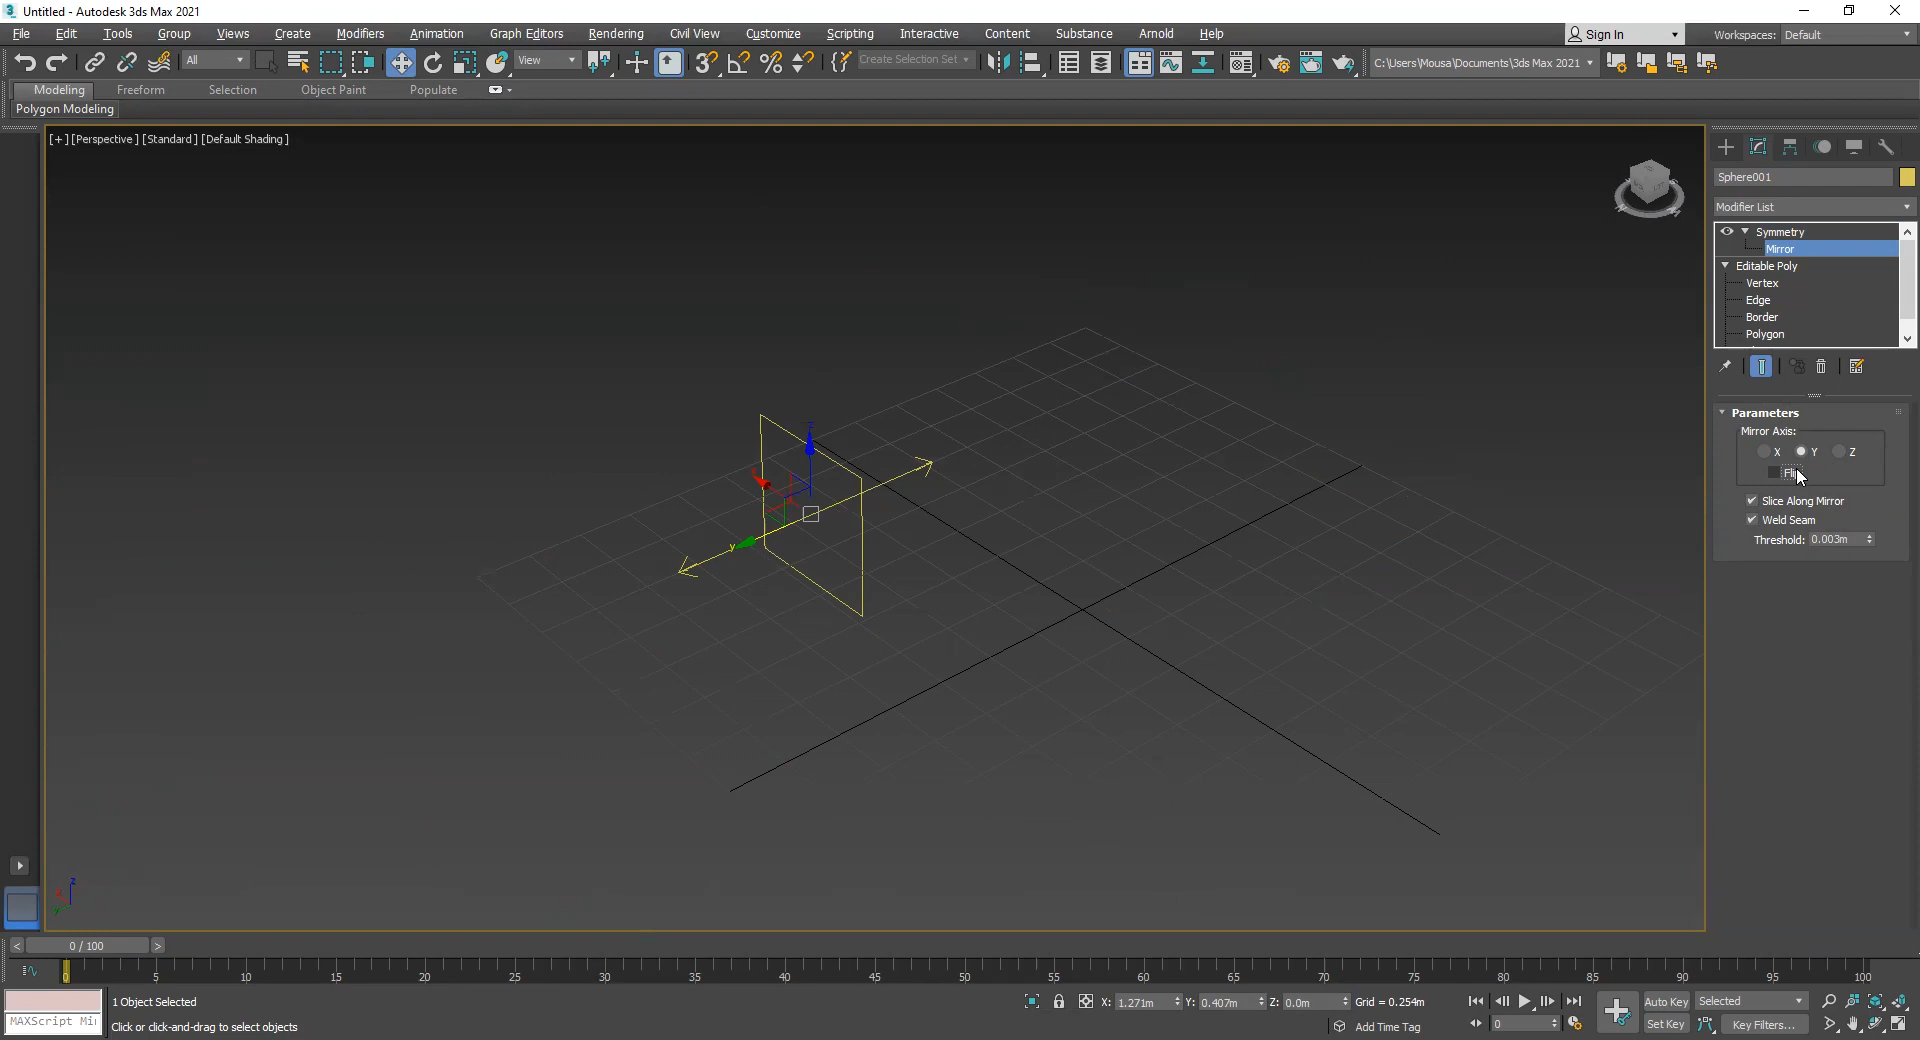 Untitled - Autodesk 3ds Max 2021
File Edit Tools Group Views Create Modifiers Animation Graph Editors Rendering Civil View Customize Scripting Interactive Content Substance Arnold Help Sign In Workspaces: Default
All View Create Selection Set C:\Users\Mousa\Documents\3ds Max 2021
Modeling Freeform Selection Object Paint Populate
Polygon Modeling
[+] [Perspective] [Standard] [Default Shading]
Sphere001
Modifier List
Symmetry
Mirror
Editable Poly
Vertex
Edge
Border
Polygon
Parameters
Mirror Axis:
X Y Z
Slice Along Mirror
Weld Seam
Threshold: 0.003m
z
y
z
y
0 / 100
0 5 10 15 20 25 30 35 40 45 50 55 60 65 70 75 80 85 90 95 100
1 Object Selected X: 1.271m Y: 0.407m Z: 0.0m Grid = 0.254m Auto Key Selected
MAXScript Mi Click or click-and-drag to select objects Add Time Tag 0 Set Key Key Filters...